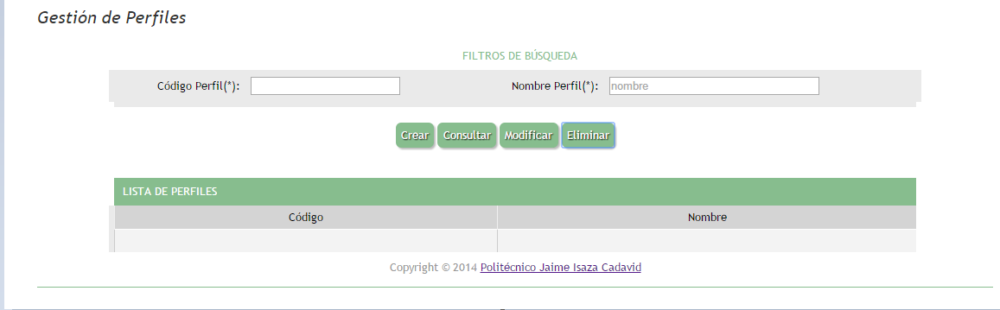 Gestión de Perfiles
FILTROS DE BÚSQUEDA
Código Perfil(*): Nombre Perfil(*): nombre
Crear Consultar Modificar Eliminar
LISTA DE PERFILES
Código Nombre
Copyright © 2014 Politécnico Jaime Isaza Cadavid